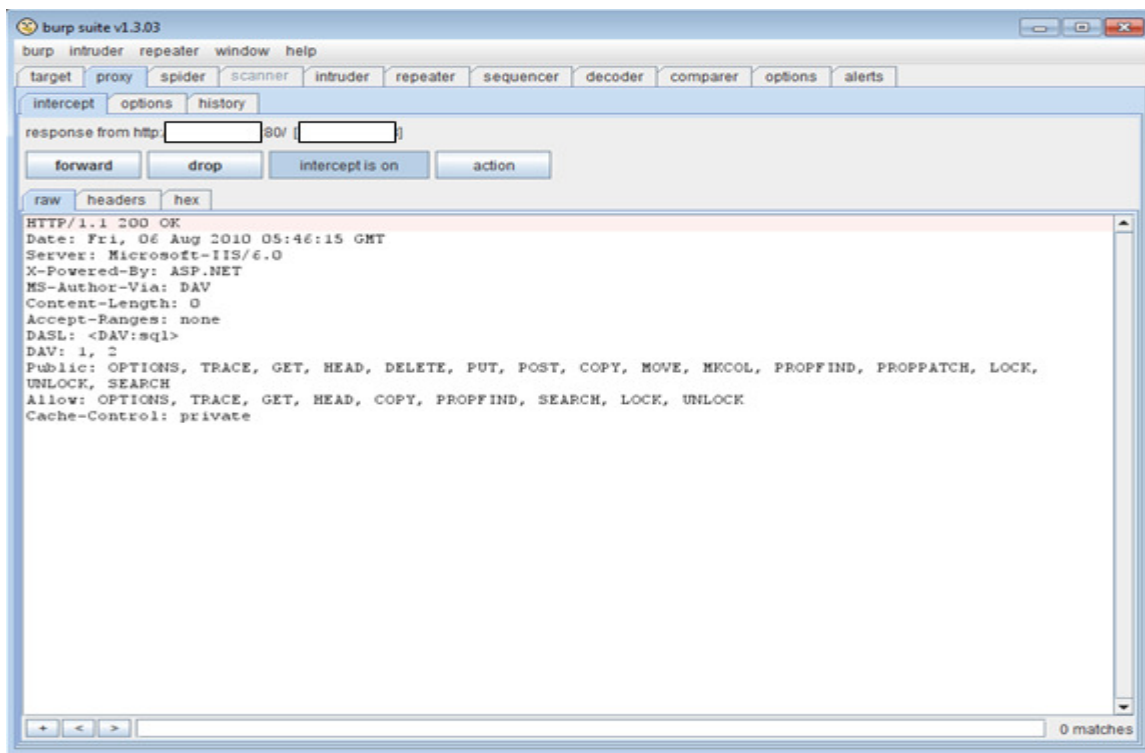 burp suite v1.3.03
burp intruder repeater window help
target proxy spider scanner intruder repeater sequencer decoder comparer options alerts
intercept options history
response from http: :80/ [
forward drop intercept is on action
raw headers hex
HTTP/1.1 200 OK
Date: Fri, 06 Aug 2010 05:46:15 GMT
Server: Microsoft-IIS/6.0
X-Powered-By: ASP.NET
MS-Author-Via: DAV
Content-Length: 0
Accept-Ranges: none
DASL: <DAV:sql>
DAV: 1, 2
Public: OPTIONS, TRACE, GET, HEAD, DELETE, PUT, POST, COPY, MOVE, MKCOL, PROPFIND, PROPPATCH, LOCK,
UNLOCK, SEARCH
Allow: OPTIONS, TRACE, GET, HEAD, COPY, PROPFIND, SEARCH, LOCK, UNLOCK
Cache-Control: private
+ < > 0 matches